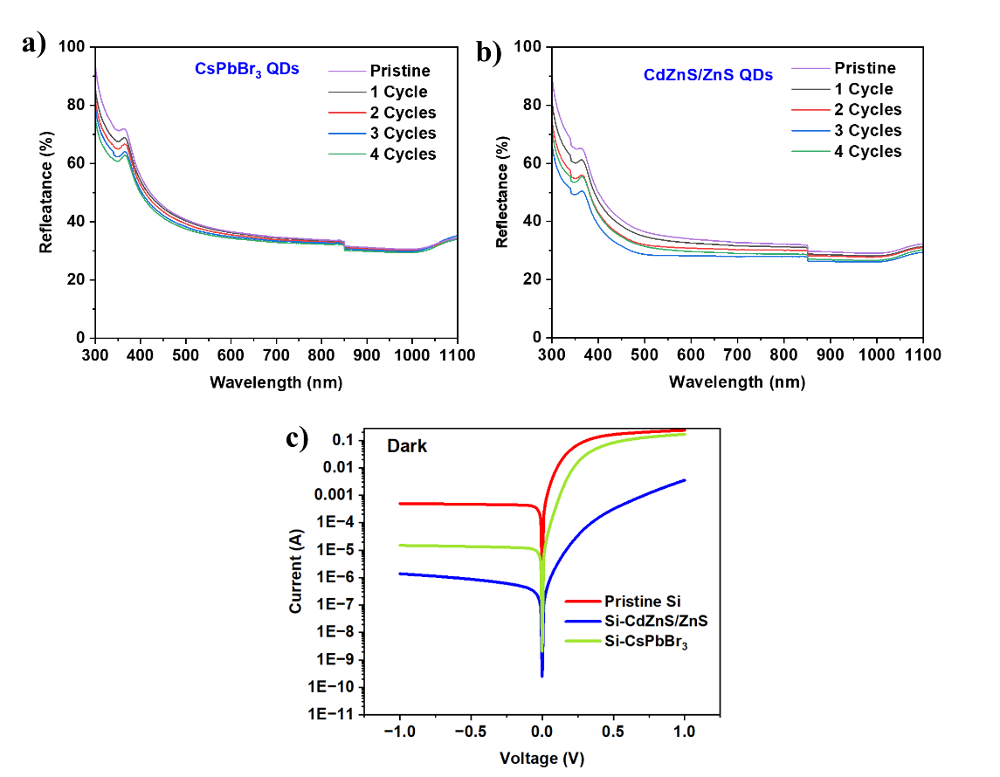 a)
CsPbBr3 QDs
Pristine
1 Cycle
2 Cycles
3 Cycles
4 Cycles
100
80
60
40
20
0
300 400 500 600 700 800 900 1000 1100
Refleatance (%)
Wavelength (nm)
b)
CdZnS/ZnS QDs
Pristine
1 Cycle
2 Cycles
3 Cycles
4 Cycles
100
80
60
40
20
0
300 400 500 600 700 800 900 1000 1100
Reflectance (%)
Wavelength (nm)
c)
Dark
0.1
0.01
0.001
1E−4
1E−5
1E−6
1E−7
1E−8
1E−9
1E−10
1E−11
Current (A)
Pristine Si
Si-CdZnS/ZnS
Si-CsPbBr3
−1.0 −0.5 0.0 0.5 1.0
Voltage (V)